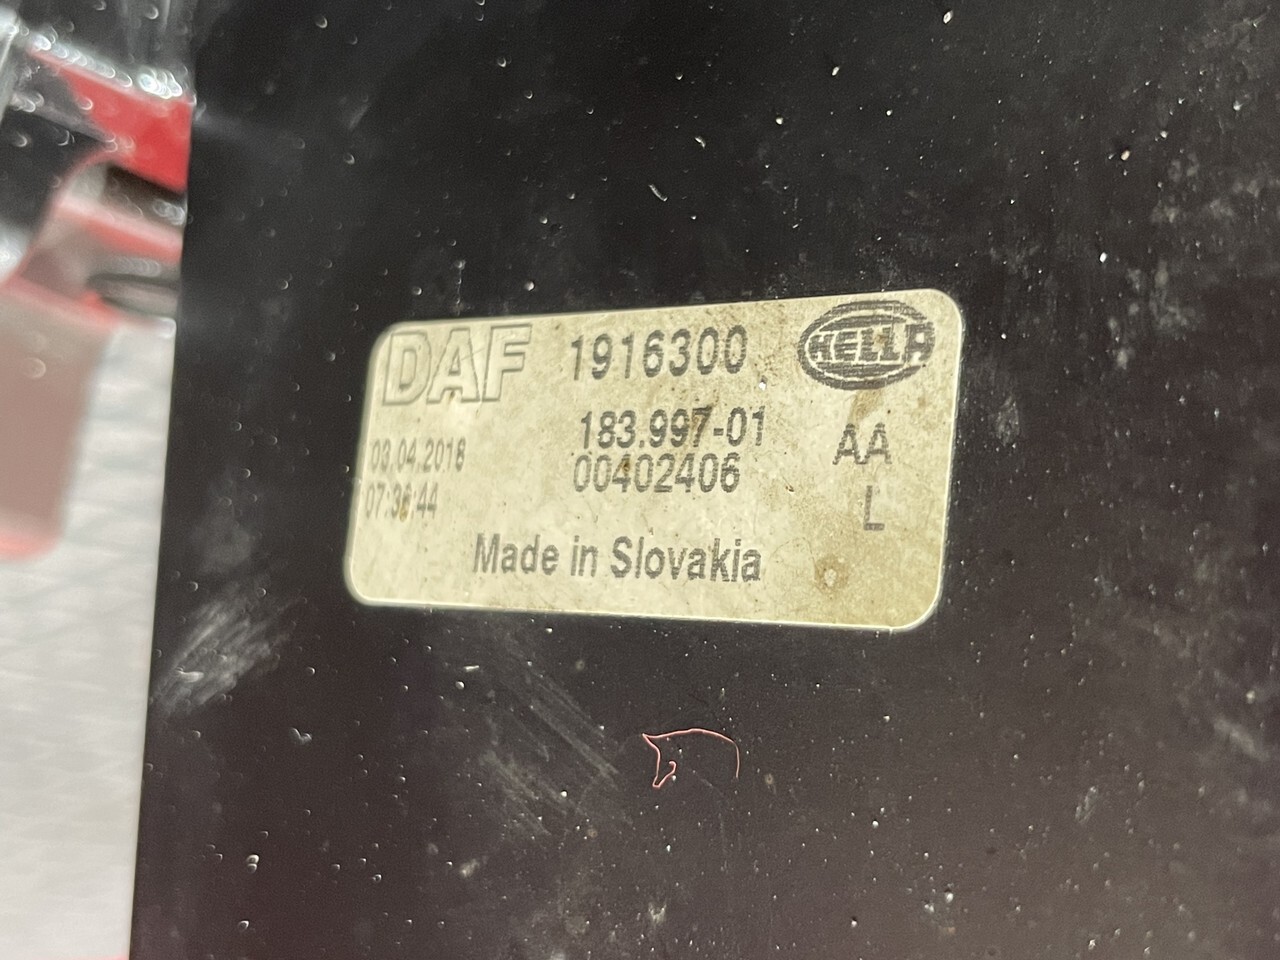 DAF 1916300 HELLA
183.997-01 AA
03.04.2018 00402406
07:36:44 L
Made in Slovakia